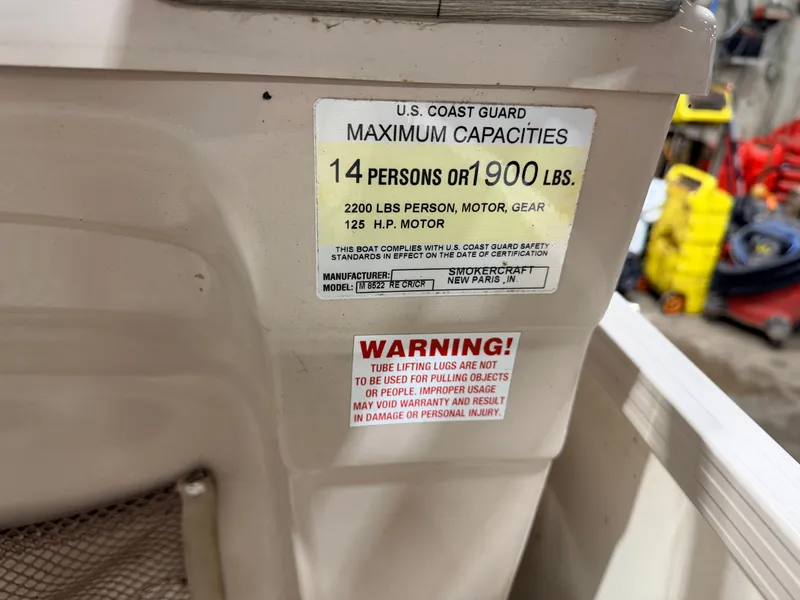 U.S. COAST GUARD
MAXIMUM CAPACITIES
14 PERSONS OR 1900 LBS.
2200 LBS PERSON, MOTOR, GEAR
125 H.P. MOTOR
THIS BOAT COMPLIES WITH U.S. COAST GUARD SAFETY
STANDARDS IN EFFECT ON THE DATE OF CERTIFICATION
MANUFACTURER: SMOKERCRAFT
NEW PARIS ,IN
MODEL: M 8522 RE CR/CR
WARNING!
TUBE LIFTING LUGS ARE NOT
TO BE USED FOR PULLING OBJECTS
OR PEOPLE. IMPROPER USAGE
MAY VOID WARRANTY AND RESULT
IN DAMAGE OR PERSONAL INJURY.